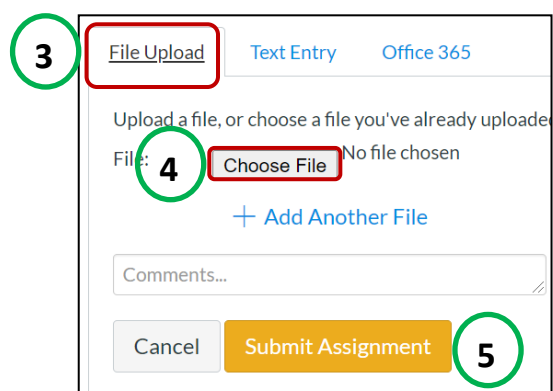 3 File Upload Text Entry Office 365
Upload a file, or choose a file you've already uploaded
File: 4 Choose File No file chosen
+ Add Another File
Comments...
Cancel Submit Assignment 5